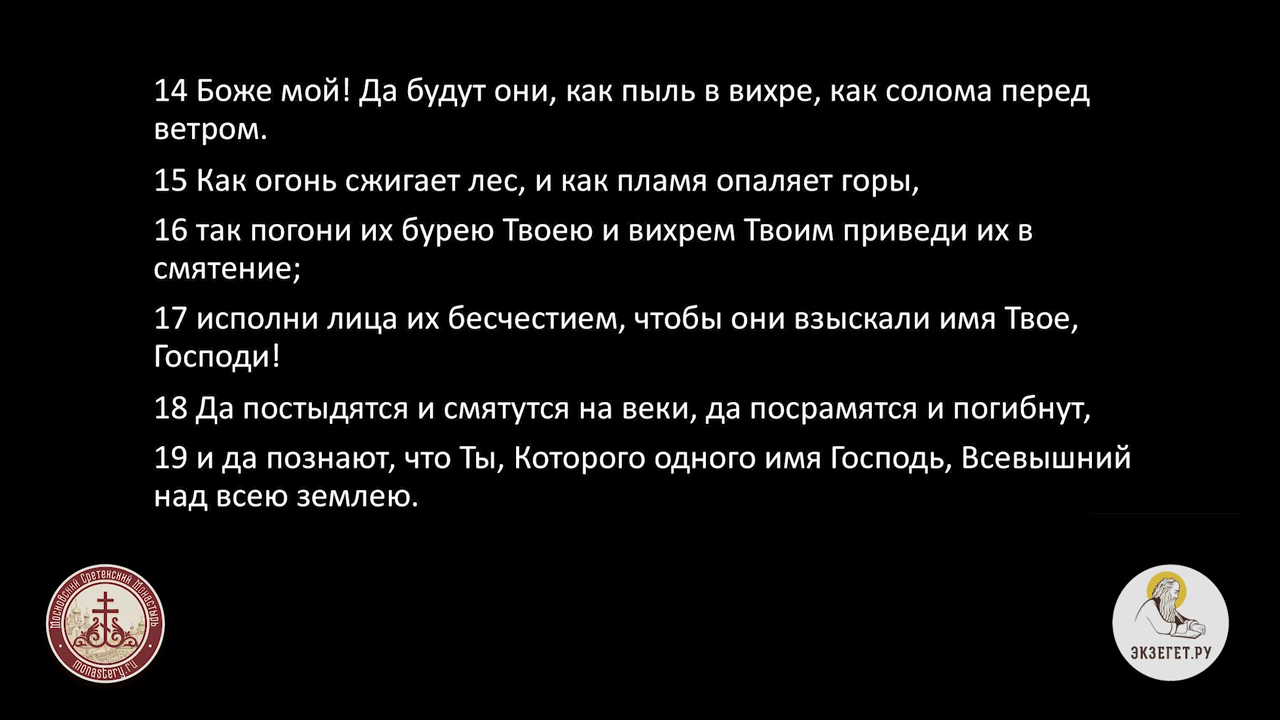 14 Боже мой! Да будут они, как пыль в вихре, как солома перед
ветром.
15 Как огонь сжигает лес, и как пламя опаляет горы,
16 так погони их бурею Твоею и вихрем Твоим приведи их в
смятение;
17 исполни лица их бесчестием, чтобы они взыскали имя Твое,
Господи!
18 Да постыдятся и смятутся на веки, да посрамятся и погибнут,
19 и да познают, что Ты, Которого одного имя Господь, Всевышний
над всею землею.
Московский Сретенский Монастырь
monastery.ru
ЭКЗЕГЕТ.РУ